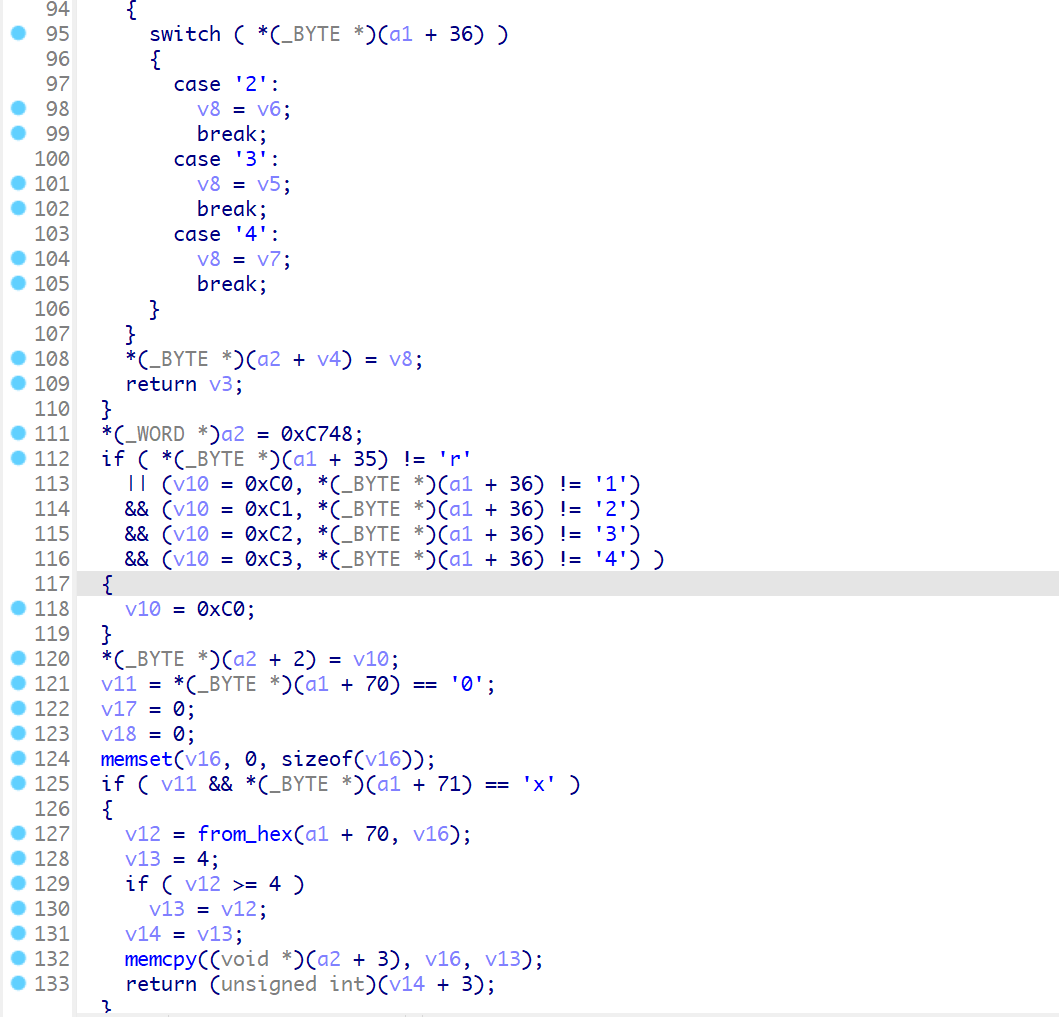 94 {
95 switch ( *(_BYTE *)(a1 + 36) )
96 {
97 case '2':
98 v8 = v6;
99 break;
100 case '3':
101 v8 = v5;
102 break;
103 case '4':
104 v8 = v7;
105 break;
106 }
107 }
108 *(_BYTE *)(a2 + v4) = v8;
109 return v3;
110 }
111 *(_WORD *)a2 = 0xC748;
112 if ( *(_BYTE *)(a1 + 35) != 'r'
113 || (v10 = 0xC0, *(_BYTE *)(a1 + 36) != '1')
114 && (v10 = 0xC1, *(_BYTE *)(a1 + 36) != '2')
115 && (v10 = 0xC2, *(_BYTE *)(a1 + 36) != '3')
116 && (v10 = 0xC3, *(_BYTE *)(a1 + 36) != '4') )
117 {
118 v10 = 0xC0;
119 }
120 *(_BYTE *)(a2 + 2) = v10;
121 v11 = *(_BYTE *)(a1 + 70) == '0';
122 v17 = 0;
123 v18 = 0;
124 memset(v16, 0, sizeof(v16));
125 if ( v11 && *(_BYTE *)(a1 + 71) == 'x' )
126 {
127 v12 = from_hex(a1 + 70, v16);
128 v13 = 4;
129 if ( v12 >= 4 )
130 v13 = v12;
131 v14 = v13;
132 memcpy((void *)(a2 + 3), v16, v13);
133 return (unsigned int)(v14 + 3);
}